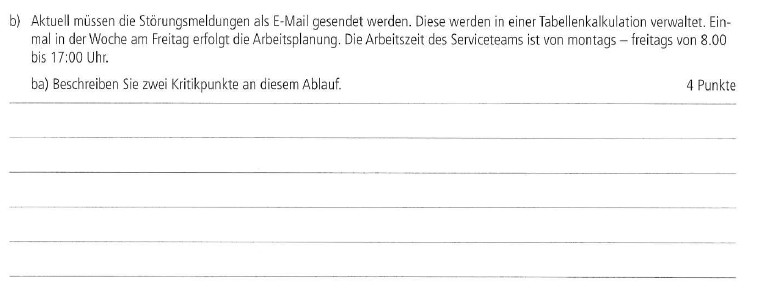 b) Aktuell müssen die Störungsmeldungen als E-Mail gesendet werden. Diese werden in einer Tabellenkalkulation verwaltet. Ein-
mal in der Woche am Freitag erfolgt die Arbeitsplanung. Die Arbeitszeit des Serviceteams ist von montags – freitags von 8.00
bis 17:00 Uhr.
ba) Beschreiben Sie zwei Kritikpunkte an diesem Ablauf. 4 Punkte